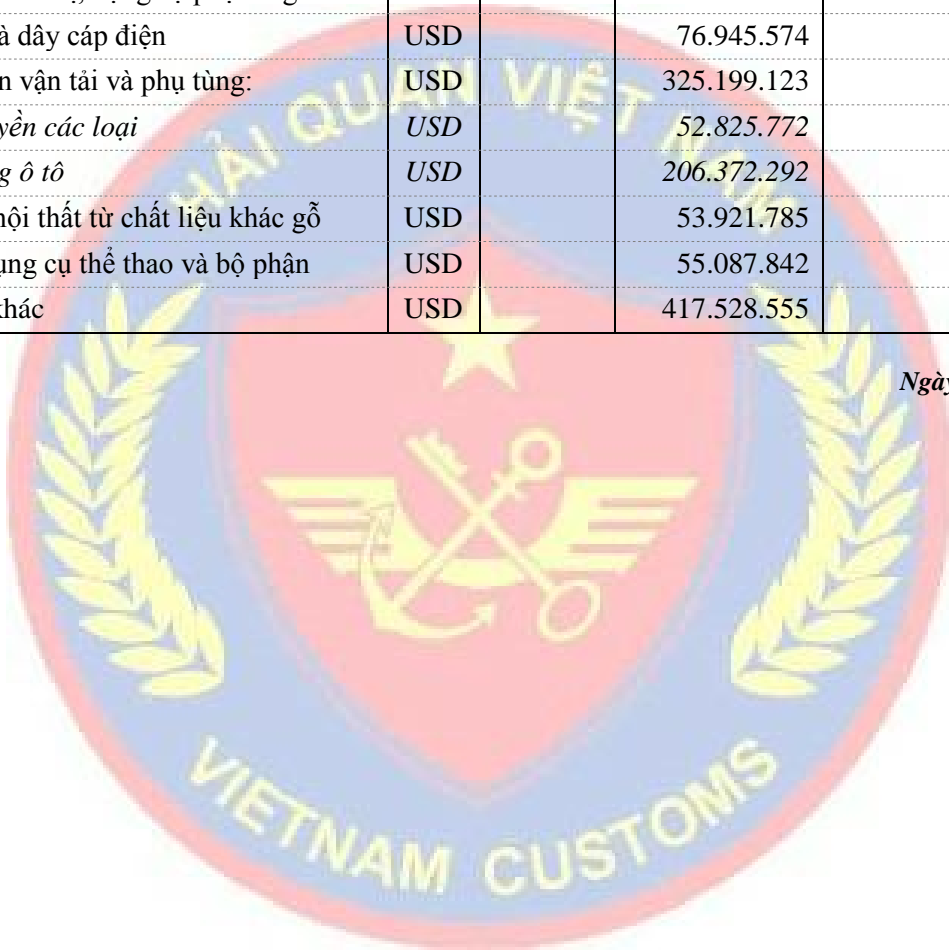 à dây cáp điện USD 76.945.574
n vận tải và phụ tùng: USD 325.199.123
yền các loại USD 52.825.772
g ô tô USD 206.372.292
nội thất từ chất liệu khác gỗ USD 53.921.785
ụng cụ thể thao và bộ phận USD 55.087.842
khác USD 417.528.555
Ngày
HẢI QUAN VIỆT NAM
VIETNAM CUSTOMS